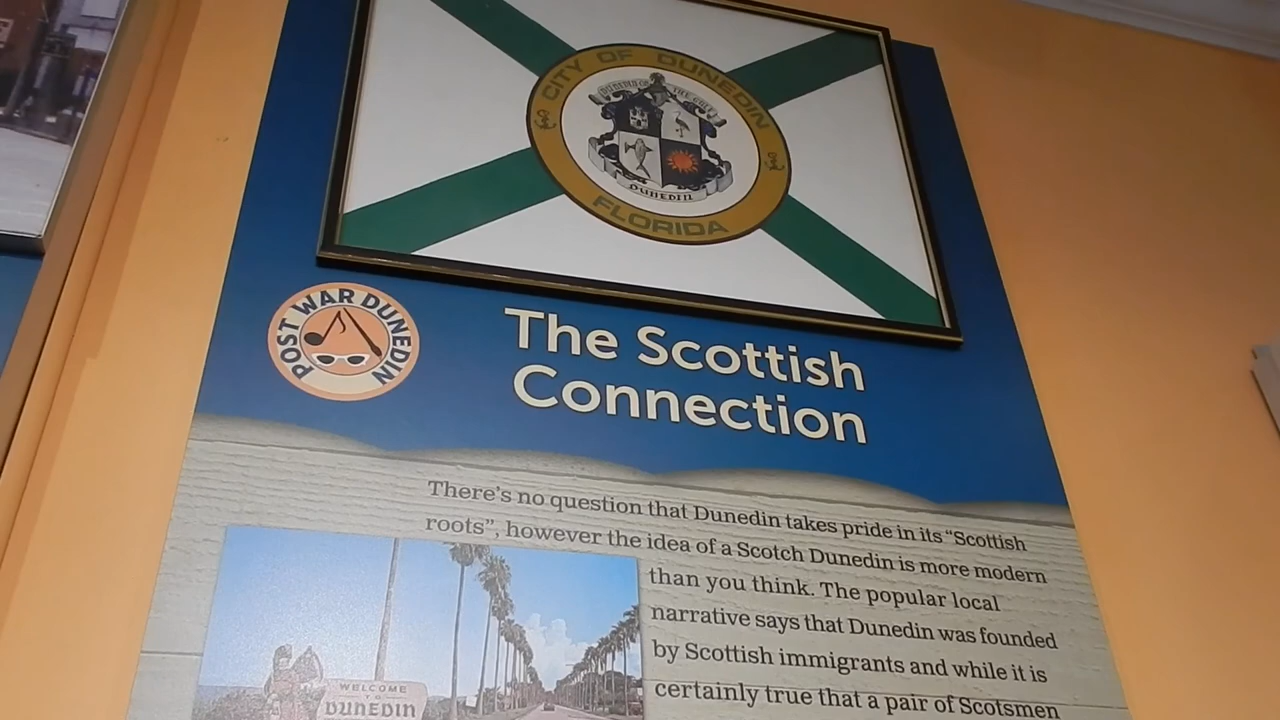 CITY OF DUNEDIN
THE GULF
DUNEDIN
FLORIDA
POST WAR DUNEDIN
The Scottish
Connection
There's no question that Dunedin takes pride in its "Scottish
roots", however the idea of a Scotch Dunedin is more modern
than you think. The popular local
narrative says that Dunedin was founded
by Scottish immigrants and while it is
certainly true that a pair of Scotsmen
WELCOME
TO
DUNEDIN